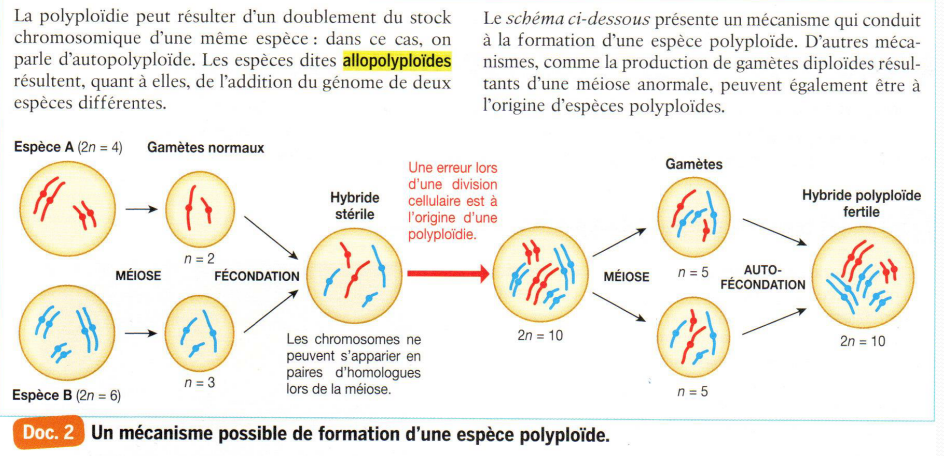 La polyploïdie peut résulter d'un doublement du stock
chromosomique d'une même espèce : dans ce cas, on
parle d'autopolyploïde. Les espèces dites allopolyploïdes
résultent, quant à elles, de l'addition du génome de deux
espèces différentes.
Le schéma ci-dessous présente un mécanisme qui conduit
à la formation d'une espèce polyploïde. D'autres méca-
nismes, comme la production de gamètes diploïdes résul-
tants d'une méiose anormale, peuvent également être à
l'origine d'espèces polyploïdes.
Espèce A (2n = 4)
Gamètes normaux
n = 2
MÉIOSE
FÉCONDATION
n = 3
Espèce B (2n = 6)
Hybride
stérile
Les chromosomes ne
peuvent s'apparier en
paires d'homologues
lors de la méiose.
Une erreur lors
d'une division
cellulaire est à
l'origine d'une
polyploïdie.
2n = 10
MÉIOSE
Gamètes
n = 5
n = 5
AUTO-
FÉCONDATION
Hybride polyploïde
fertile
2n = 10
Doc. 2 Un mécanisme possible de formation d'une espèce polyploïde.